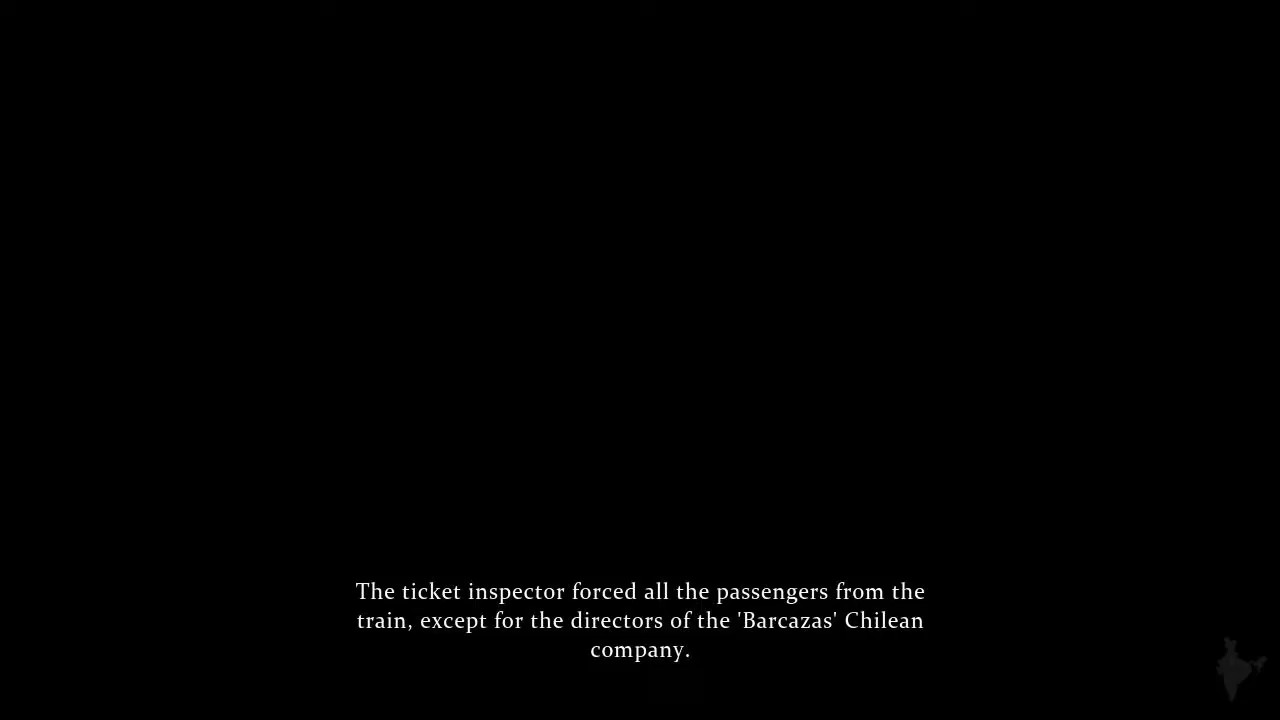 The ticket inspector forced all the passengers from the
train, except for the directors of the 'Barcazas' Chilean
company.